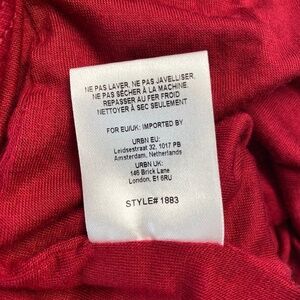 NE PAS LAVER, NE PAS JAVELLISER,
NE PAS SÉCHER À LA MACHINE.
REPASSER AU FER FROID
NETTOYER À SEC SEULEMENT
FOR EU/UK: IMPORTED BY
URBN EU:
Leidsestraat 32, 1017 PB
Amsterdam, Netherlands
URBN UK:
146 Brick Lane
London, E1 6RU
STYLE# 1883